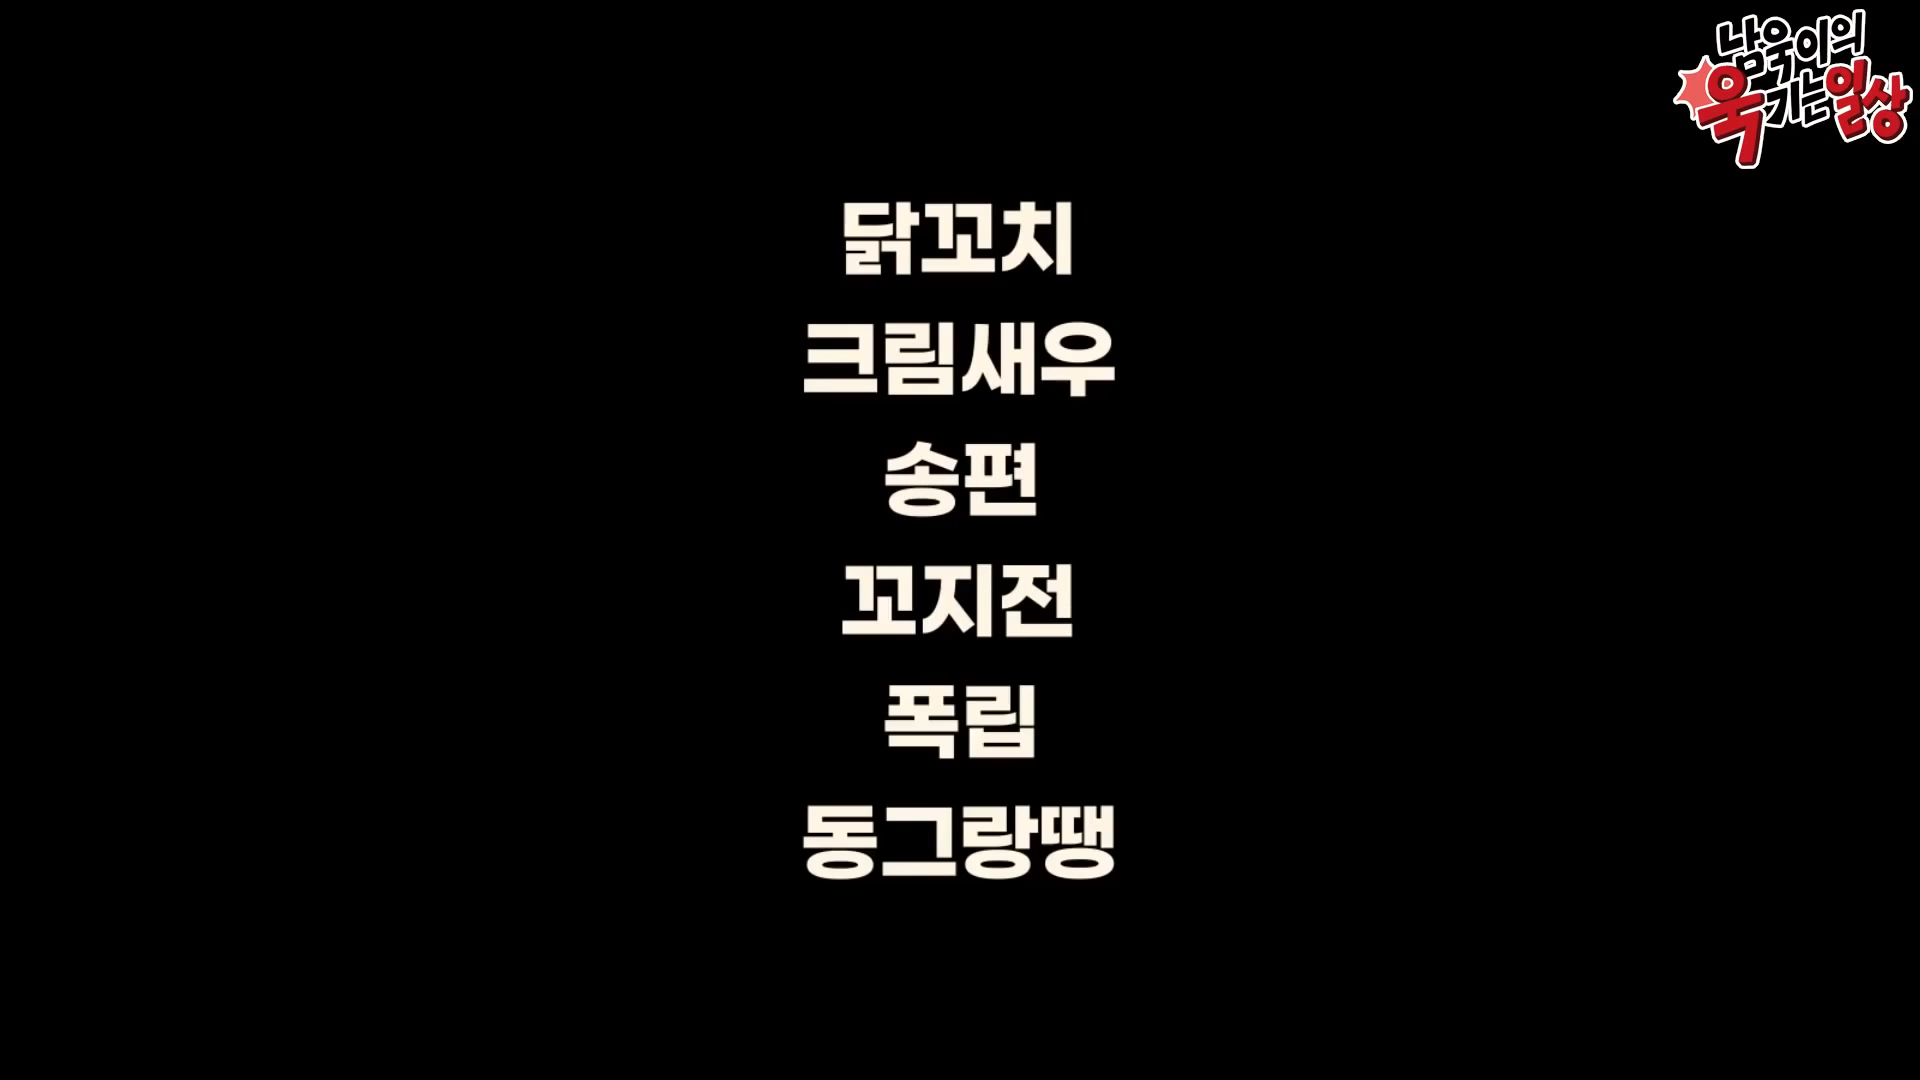 남욱이의
욱기는일상
닭꼬치
크림새우
송편
꼬지전
폭립
동그랑땡